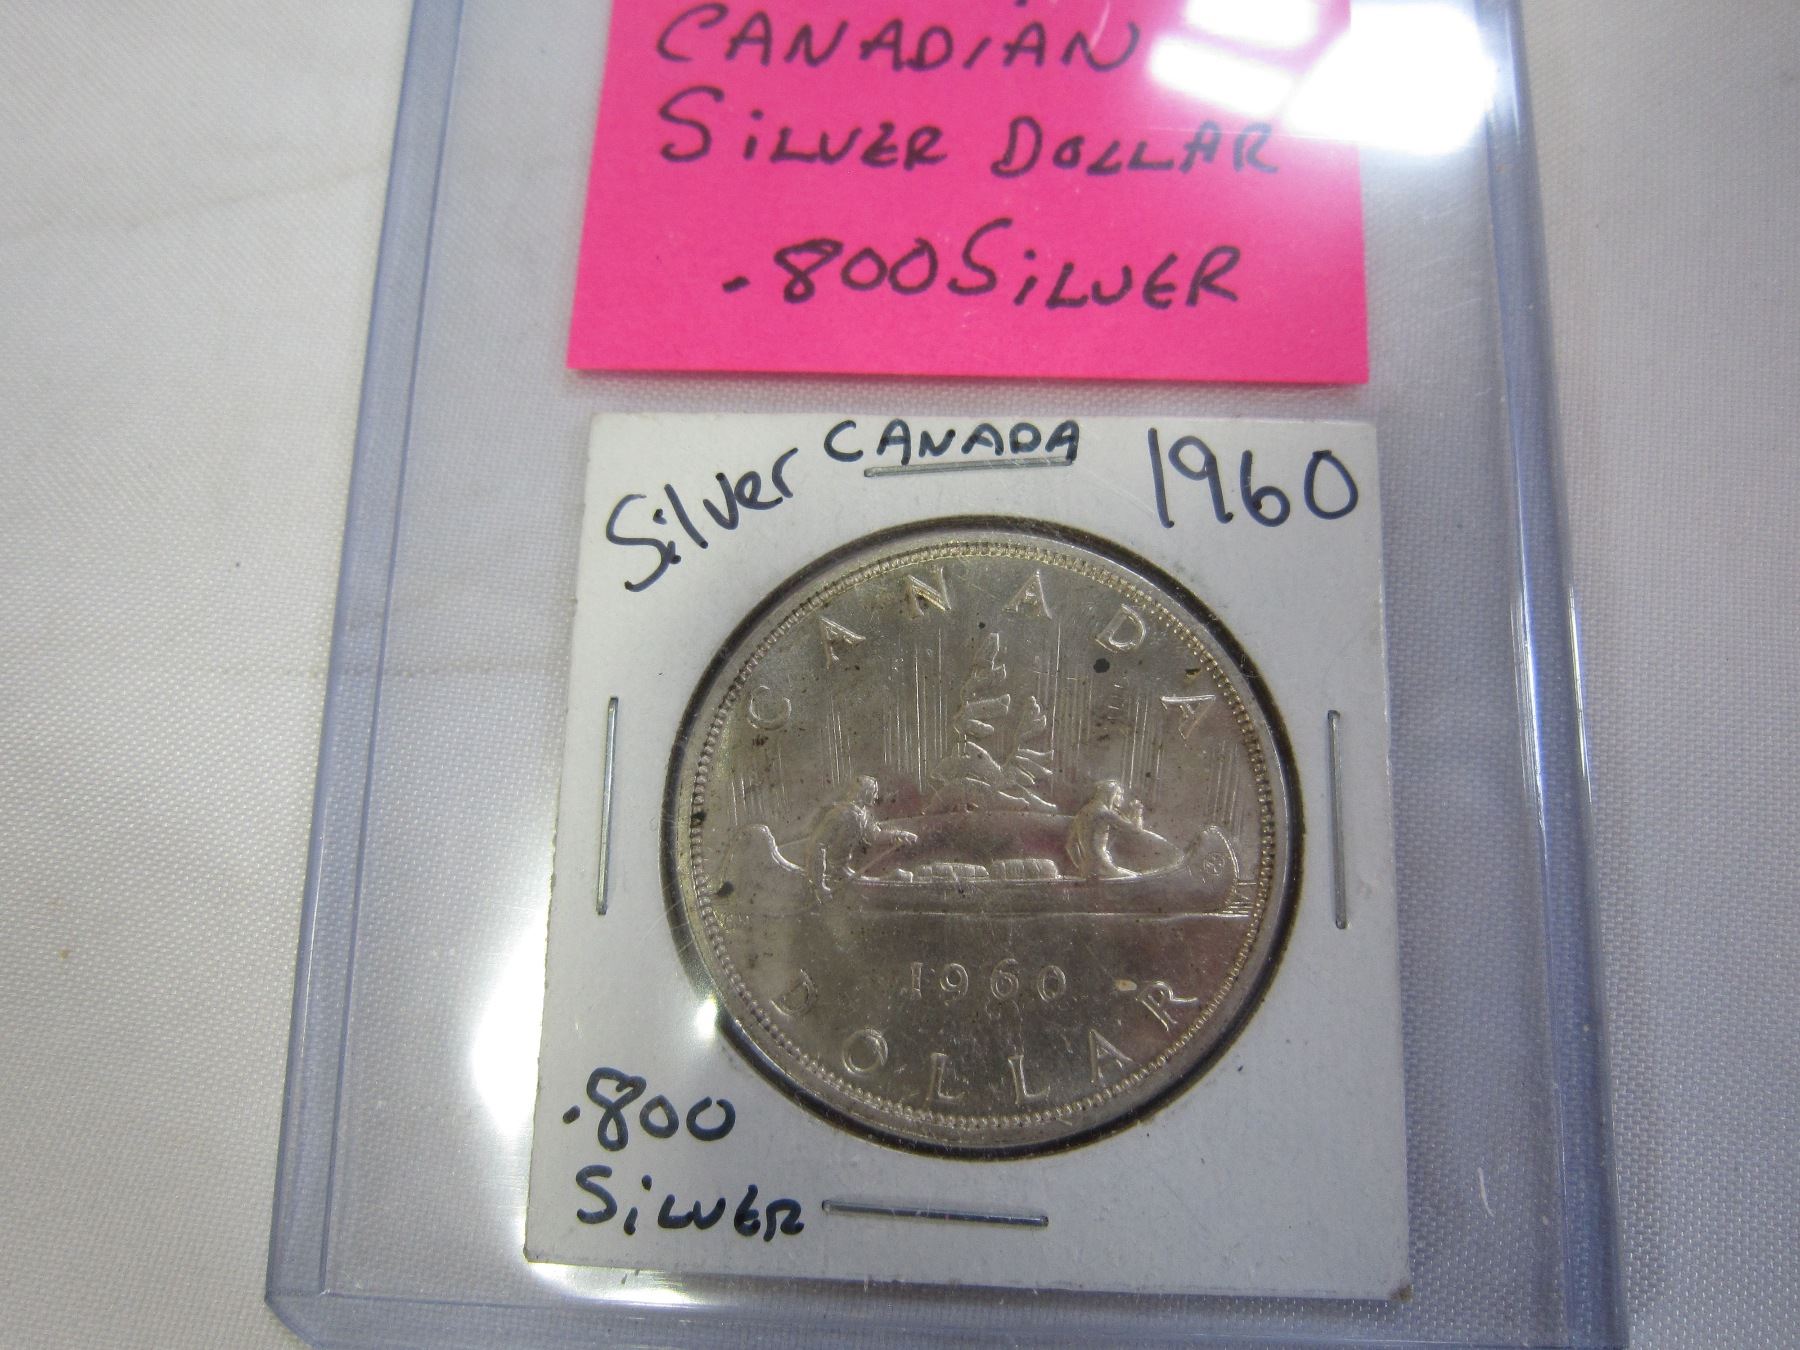 CANADIAN
SiLVER DOLLAR
.800 SiLVER
Silver CANADA 1960
CANADA
1960
DOLLAR
.800
SiLVER